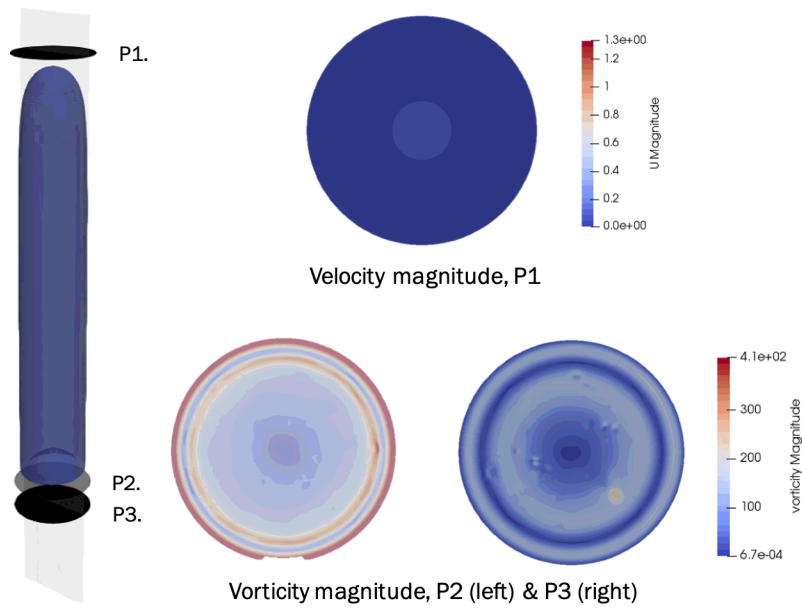 P1.
1.3e+00
1.2
1
0.8
0.6
0.4
0.2
0.0e+00
U Magnitude
Velocity magnitude, P1
P2.
P3.
4.1e+02
300
200
100
6.7e-04
vorticity Magnitude
Vorticity magnitude, P2 (left) & P3 (right)